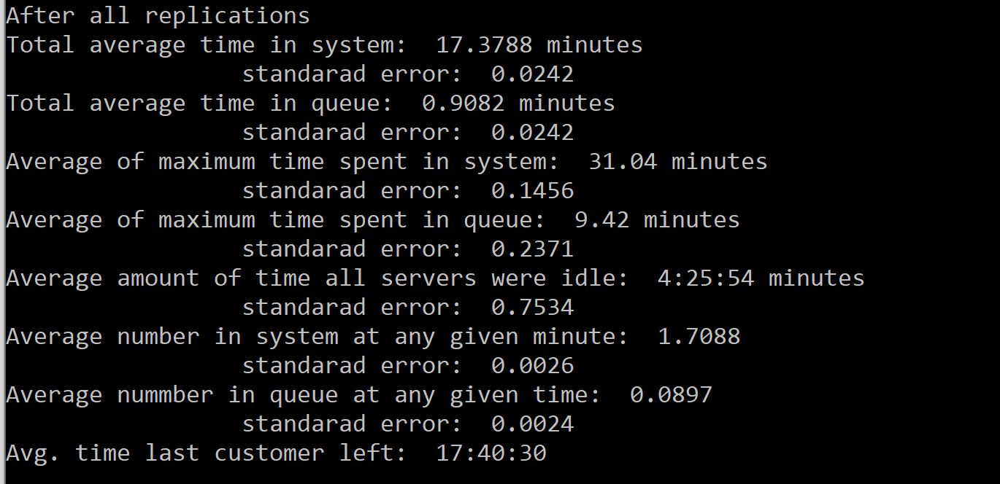 After all replications
Total average time in system:  17.3788 minutes
                 standarad error:  0.0242
Total average time in queue:  0.9082 minutes
                 standarad error:  0.0242
Average of maximum time spent in system:  31.04 minutes
                 standarad error:  0.1456
Average of maximum time spent in queue:  9.42 minutes
                 standarad error:  0.2371
Average amount of time all servers were idle:  4:25:54 minutes
                 standarad error:  0.7534
Average number in system at any given minute:  1.7088
                 standarad error:  0.0026
Average nummber in queue at any given time:  0.0897
                 standarad error:  0.0024
Avg. time last customer left:  17:40:30